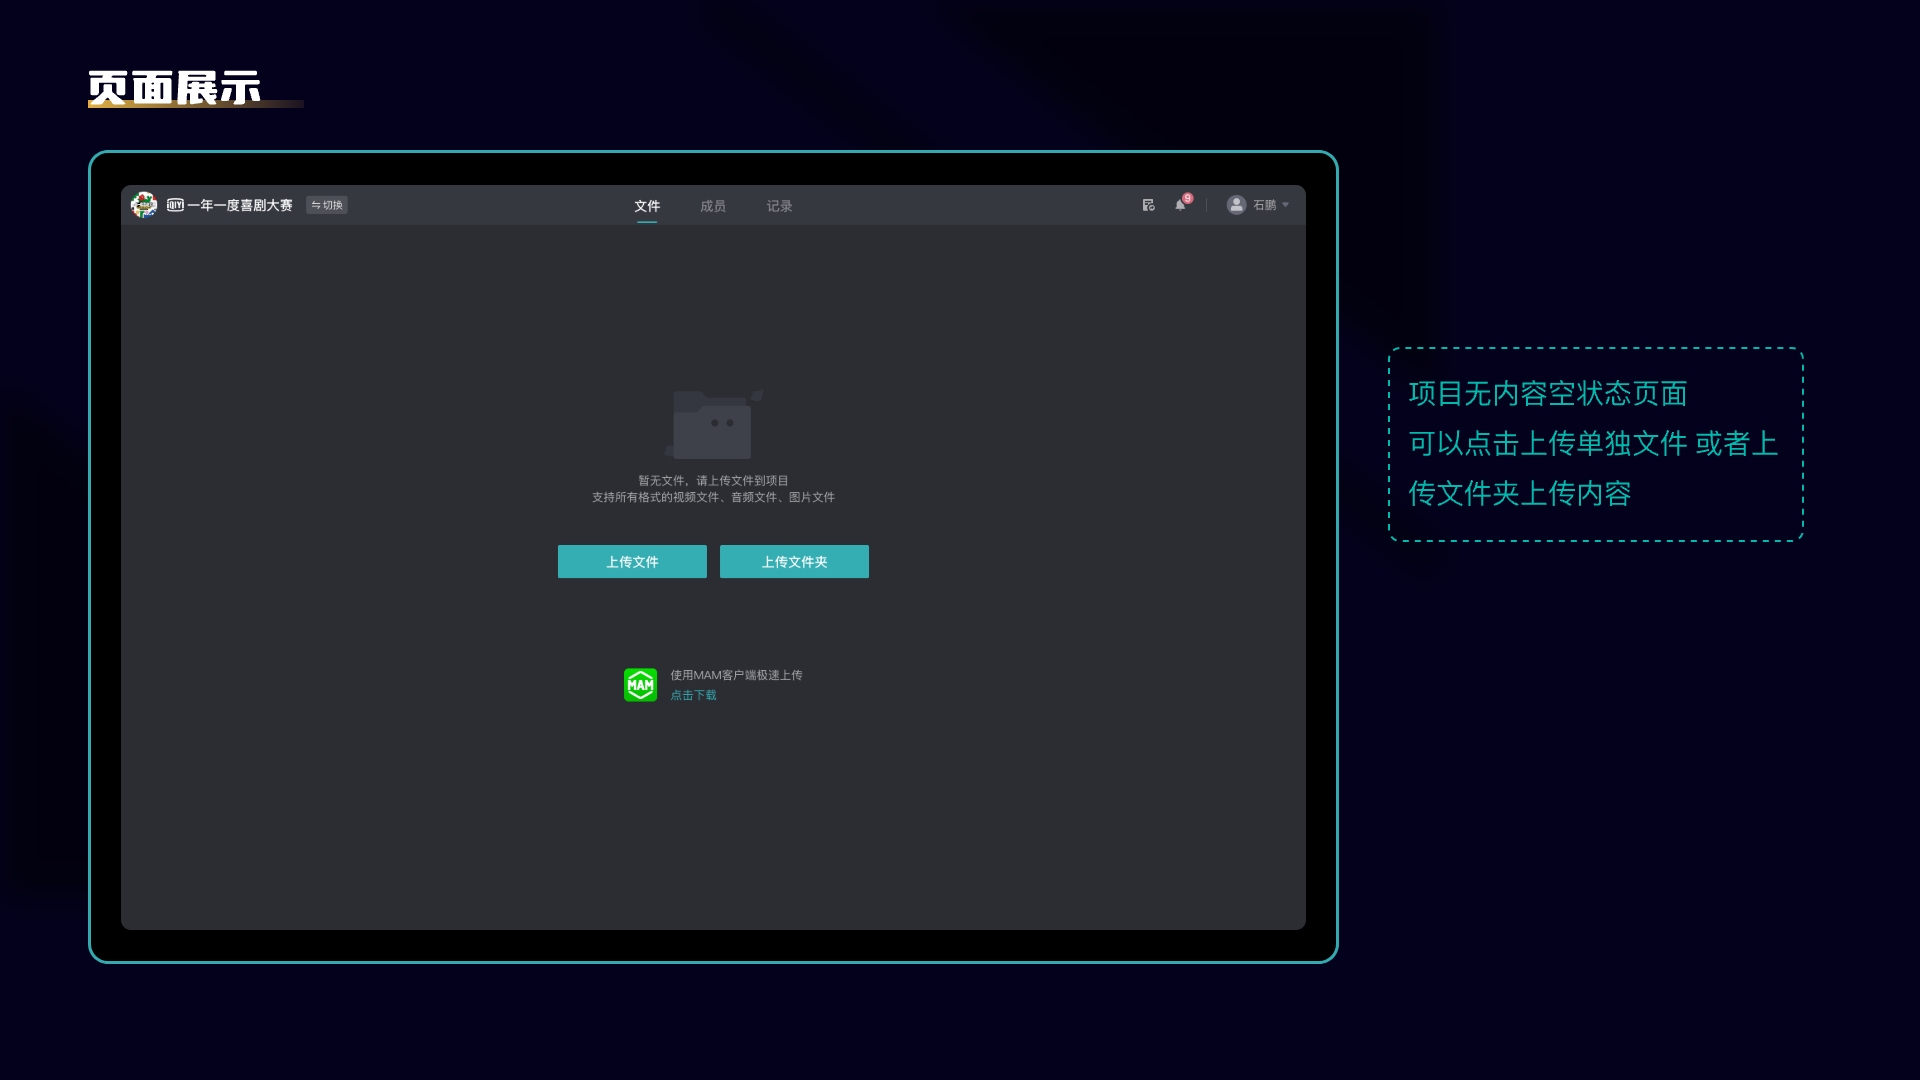 页面展示
iQIY 一年一度喜剧大赛 ⇋切换 文件 成员 记录 9 石鹏
暂无文件，请上传文件到项目
支持所有格式的视频文件、音频文件、图片文件
上传文件 上传文件夹
MAM 使用MAM客户端极速上传
点击下载
项目无内容空状态页面
可以点击上传单独文件 或者上
传文件夹上传内容